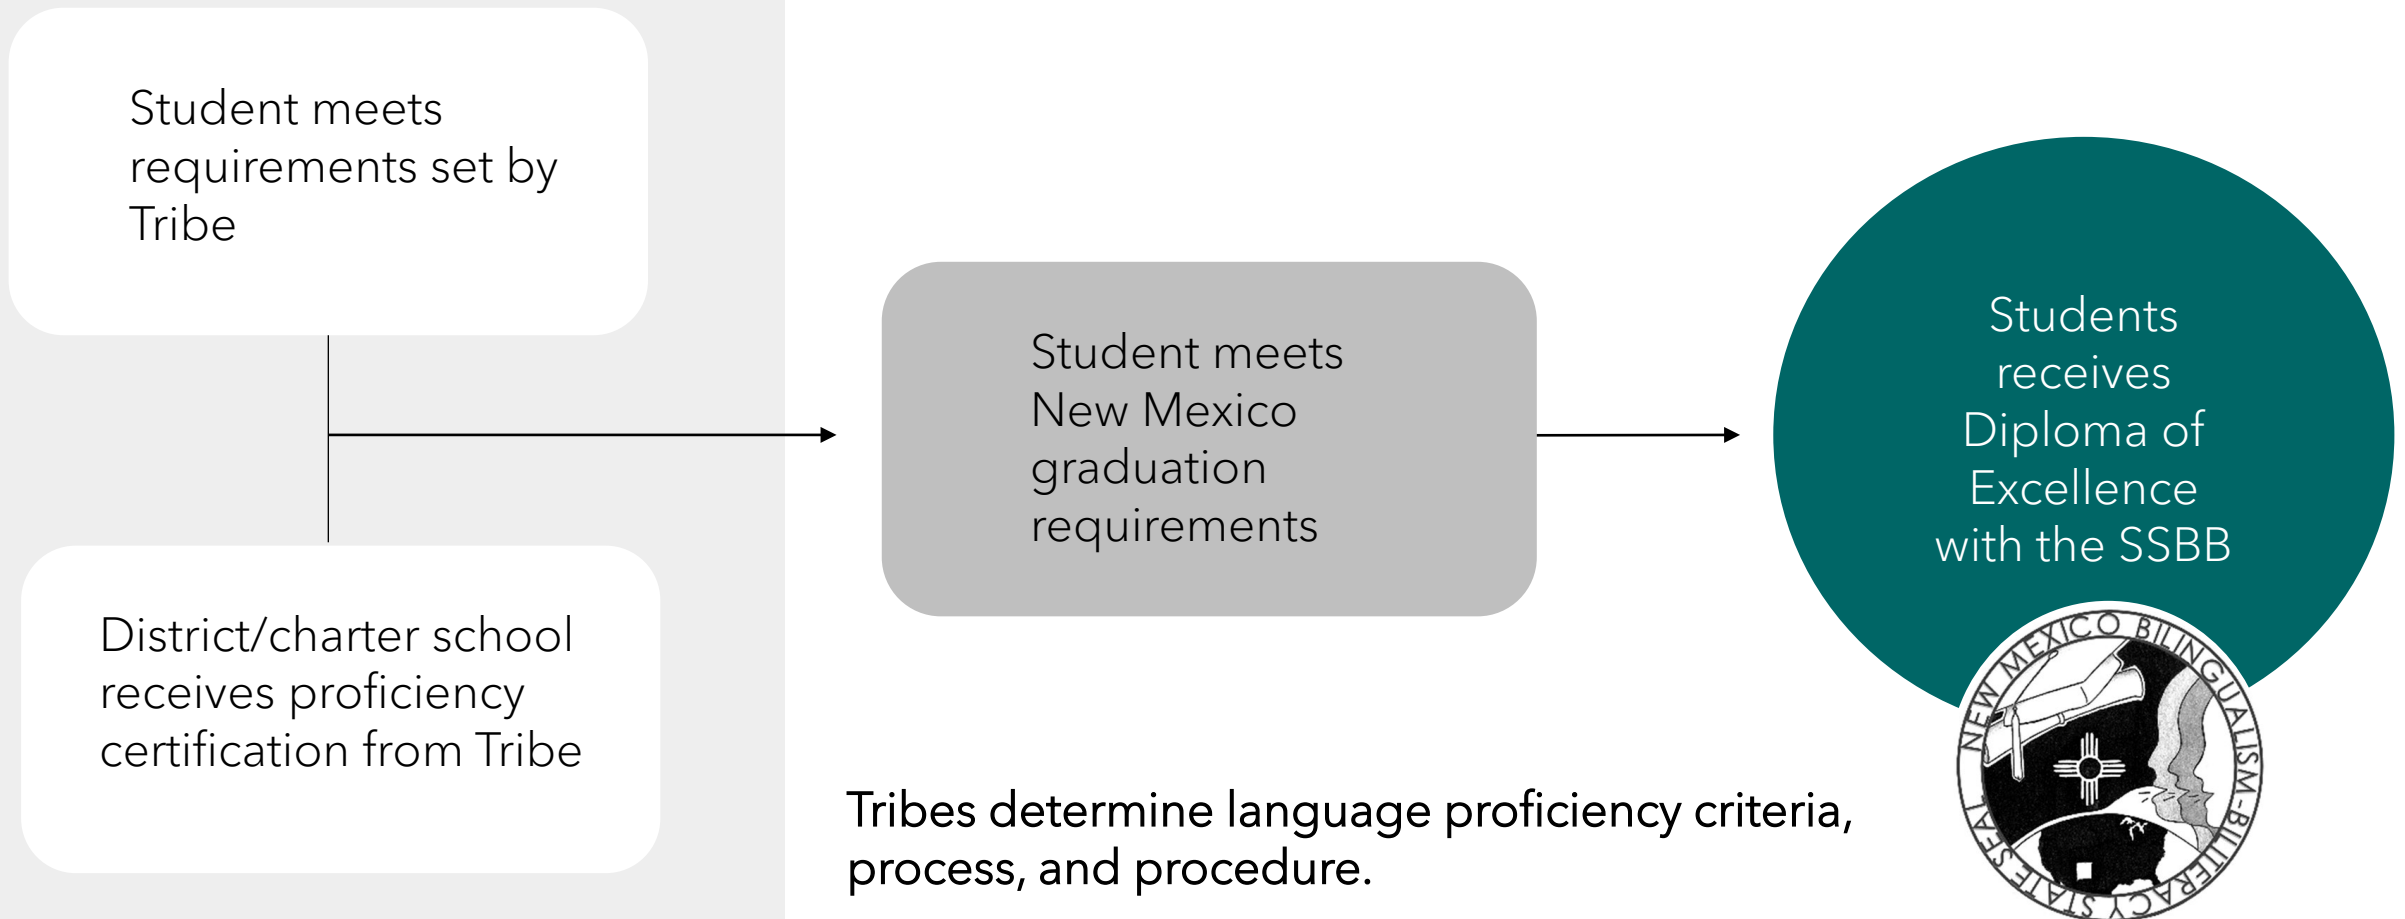 Student meets
requirements set by
Tribe
District/charter school
receives proficiency
certification from Tribe
Student meets
New Mexico
graduation
requirements
Students
receives
Diploma of
Excellence
with the SSBB
NEW MEXICO BILINGUALISM-BILITERACY STATE SEAL
Tribes determine language proficiency criteria,
process, and procedure.